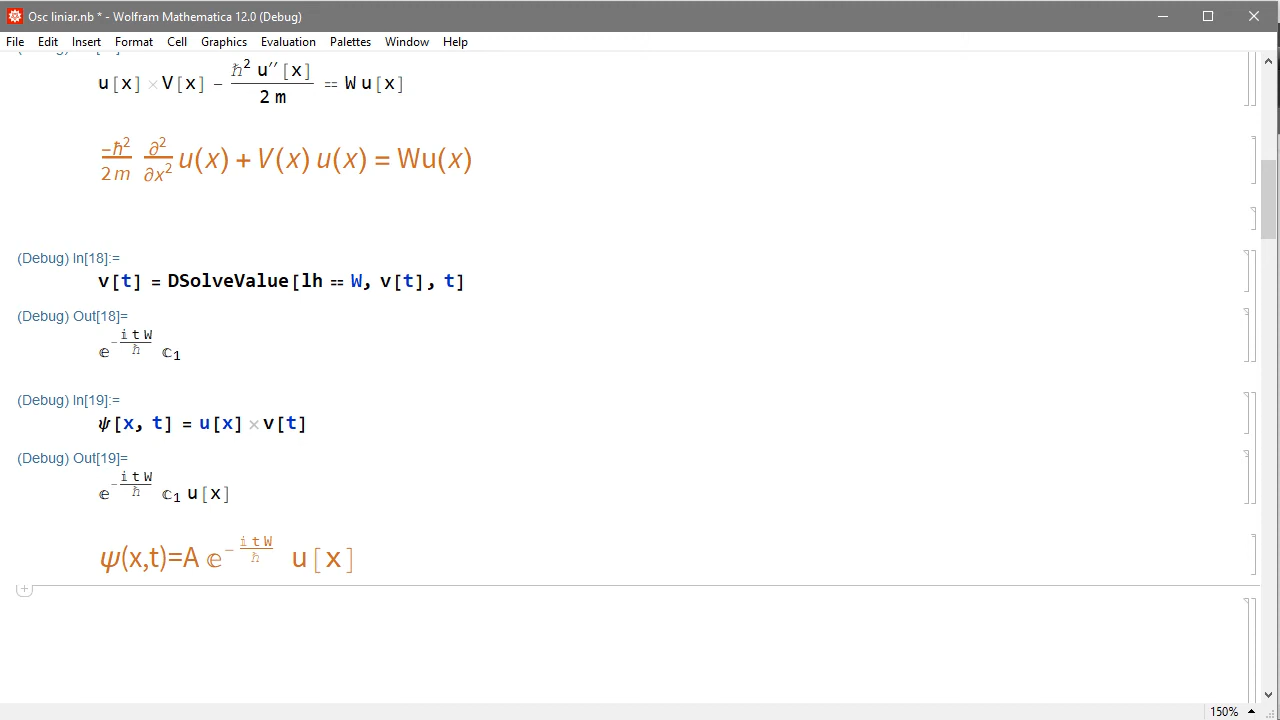 Osc liniar.nb * - Wolfram Mathematica 12.0 (Debug)
File Edit Insert Format Cell Graphics Evaluation Palettes Window Help
u[x] × V[x] - ℏ² u′′[x] / 2 m == W u[x]
-ħ²/2 m ∂²/∂x² u(x) + V(x) u(x) = Wu(x)
(Debug) In[18]:=
v[t] = DSolveValue[lh == W, v[t], t]
(Debug) Out[18]=
ⅇ^(-ⅈ t W/ℏ) ℂ₁
(Debug) In[19]:=
ψ[x, t] = u[x] × v[t]
(Debug) Out[19]=
ⅇ^(-ⅈ t W/ℏ) ℂ₁ u[x]
ψ(x,t)=A ⅇ^(-ⅈ t W/ℏ) u[x]
150%